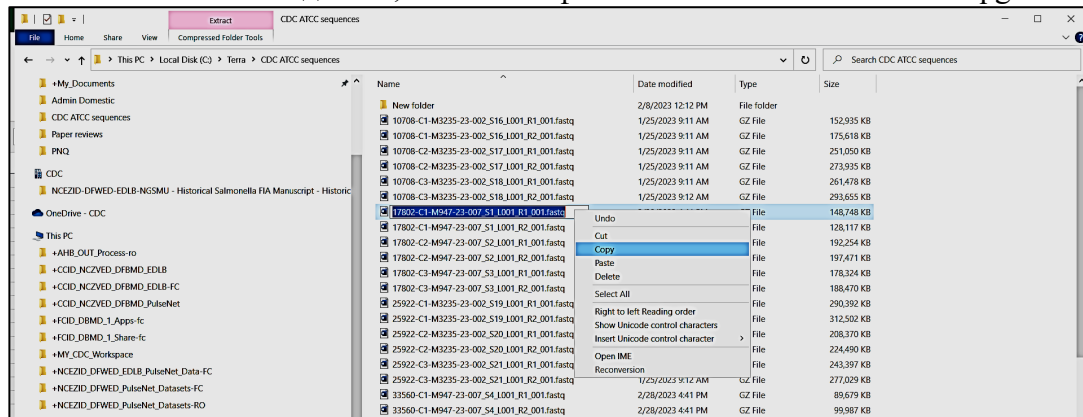 Extract CDC ATCC sequences
File Home Share View Compressed Folder Tools
This PC > Local Disk (C:) > Terra > CDC ATCC sequences Search CDC ATCC sequences
+My_Documents
Admin Domestic
CDC ATCC sequences
Paper reviews
PNQ
CDC
NCEZID-DFWED-EDLB-NGSMU - Historical Salmonella FIA Manuscript - Historic
OneDrive - CDC
This PC
+AHB_OUT_Process-ro
+CCID_NCZVED_DFBMD_EDLB
+CCID_NCZVED_DFBMD_EDLB-FC
+CCID_NCZVED_DFBMD_PulseNet
+FCID_DBMD_1_Apps-fc
+FCID_DBMD_1_Share-fc
+MY_CDC_Workspace
+NCEZID_DFWED_EDLB_PulseNet_Data-FC
+NCEZID_DFWED_PulseNet_Datasets-FC
+NCEZID_DFWED_PulseNet_Datasets-RO
Name Date modified Type Size
New folder 2/8/2023 12:12 PM File folder
10708-C1-M3235-23-002_S16_L001_R1_001.fastq 1/25/2023 9:11 AM GZ File 152,935 KB
10708-C1-M3235-23-002_S16_L001_R2_001.fastq 1/25/2023 9:11 AM GZ File 175,618 KB
10708-C2-M3235-23-002_S17_L001_R1_001.fastq 1/25/2023 9:11 AM GZ File 251,050 KB
10708-C2-M3235-23-002_S17_L001_R2_001.fastq 1/25/2023 9:11 AM GZ File 273,935 KB
10708-C3-M3235-23-002_S18_L001_R1_001.fastq 1/25/2023 9:11 AM GZ File 261,478 KB
10708-C3-M3235-23-002_S18_L001_R2_001.fastq 1/25/2023 9:12 AM GZ File 293,655 KB
17802-C1-M947-23-007_S1_L001_R1_001.fastq File 148,748 KB
17802-C1-M947-23-007_S1_L001_R2_001.fastq File 128,117 KB
17802-C2-M947-23-007_S2_L001_R1_001.fastq File 192,254 KB
17802-C2-M947-23-007_S2_L001_R2_001.fastq File 197,471 KB
17802-C3-M947-23-007_S3_L001_R1_001.fastq File 178,324 KB
17802-C3-M947-23-007_S3_L001_R2_001.fastq File 188,470 KB
25922-C1-M3235-23-002_S19_L001_R1_001.fastq File 290,392 KB
25922-C1-M3235-23-002_S19_L001_R2_001.fastq File 312,502 KB
25922-C2-M3235-23-002_S20_L001_R1_001.fastq File 208,370 KB
25922-C2-M3235-23-002_S20_L001_R2_001.fastq File 224,490 KB
25922-C3-M3235-23-002_S21_L001_R1_001.fastq File 243,397 KB
25922-C3-M3235-23-002_S21_L001_R2_001.fastq 1/25/2023 9:12 AM GZ File 277,029 KB
33560-C1-M947-23-007_S4_L001_R1_001.fastq 2/28/2023 4:41 PM GZ File 89,679 KB
33560-C1-M947-23-007_S4_L001_R2_001.fastq 2/28/2023 4:41 PM GZ File 99,987 KB
Undo
Cut
Copy
Paste
Delete
Select All
Right to left Reading order
Show Unicode control characters
Insert Unicode control character >
Open IME
Reconversion